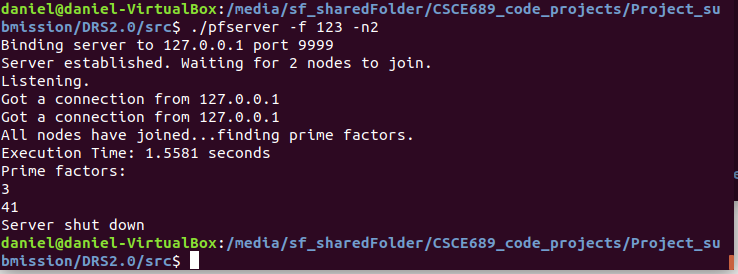 daniel@daniel-VirtualBox:/media/sf_sharedFolder/CSCE689_code_projects/Project_su
bmission/DRS2.0/src$ ./pfserver -f 123 -n2
Binding server to 127.0.0.1 port 9999
Server established. Waiting for 2 nodes to join.
Listening.
Got a connection from 127.0.0.1
Got a connection from 127.0.0.1
All nodes have joined...finding prime factors.
Execution Time: 1.5581 seconds
Prime factors:
3
41
Server shut down
daniel@daniel-VirtualBox:/media/sf_sharedFolder/CSCE689_code_projects/Project_su
bmission/DRS2.0/src$